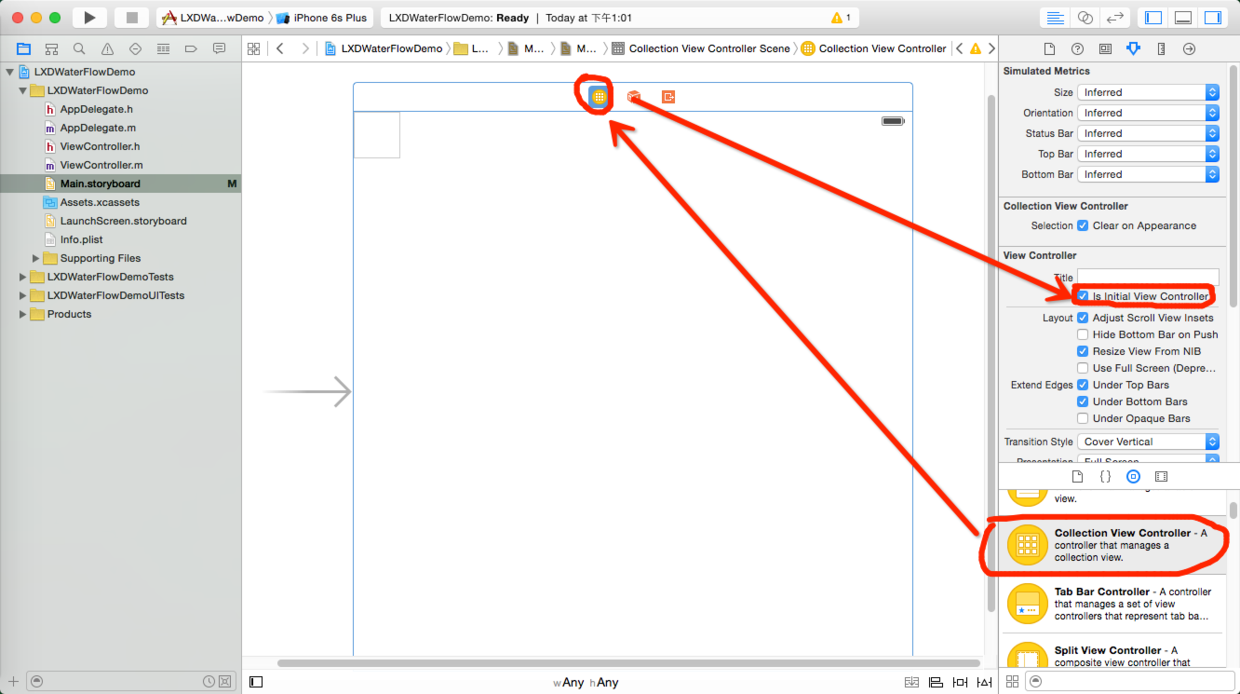 LXDWa...wDemo
iPhone 6s Plus
LXDWaterFlowDemo: Ready | Today at 下午1:01
1
LXDWaterFlowDemo
L...
M...
M...
Collection View Controller Scene
Collection View Controller
LXDWaterFlowDemo
LXDWaterFlowDemo
AppDelegate.h
AppDelegate.m
ViewController.h
ViewController.m
Main.storyboard M
Assets.xcassets
LaunchScreen.storyboard
Info.plist
Supporting Files
LXDWaterFlowDemoTests
LXDWaterFlowDemoUITests
Products
wAny hAny
Simulated Metrics
Size Inferred
Orientation Inferred
Status Bar Inferred
Top Bar Inferred
Bottom Bar Inferred
Collection View Controller
Selection Clear on Appearance
View Controller
Title
Is Initial View Controller
Layout Adjust Scroll View Insets
Hide Bottom Bar on Push
Resize View From NIB
Use Full Screen (Depre...
Extend Edges Under Top Bars
Under Bottom Bars
Under Opaque Bars
Transition Style Cover Vertical
Presentation Full Screen
view.
Collection View Controller - A
controller that manages a
collection view.
Tab Bar Controller - A controller
that manages a set of view
controllers that represent tab ba...
Split View Controller - A
composite view controller that